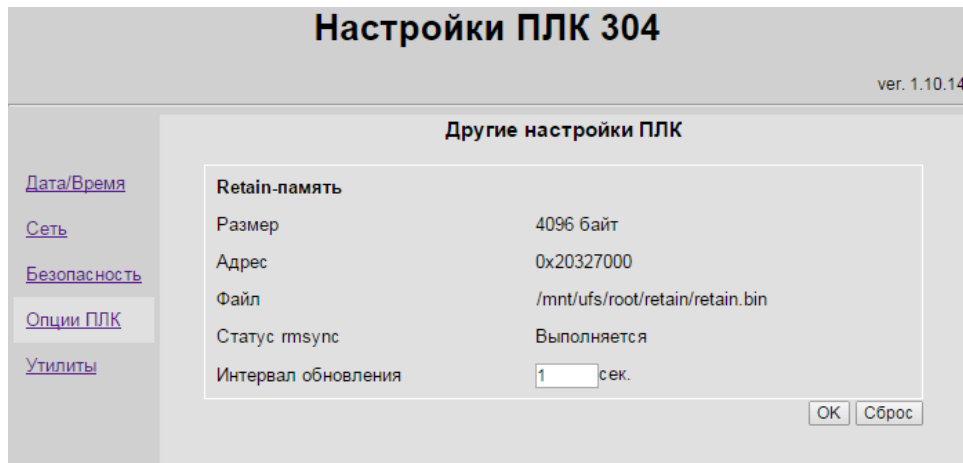 Настройки ПЛК 304
ver. 1.10.14
Другие настройки ПЛК
Дата/Время
Сеть
Безопасность
Опции ПЛК
Утилиты
Retain-память
Размер 4096 байт
Адрес 0x20327000
Файл /mnt/ufs/root/retain/retain.bin
Статус rmsync Выполняется
Интервал обновления 1 сек.
OK Сброс